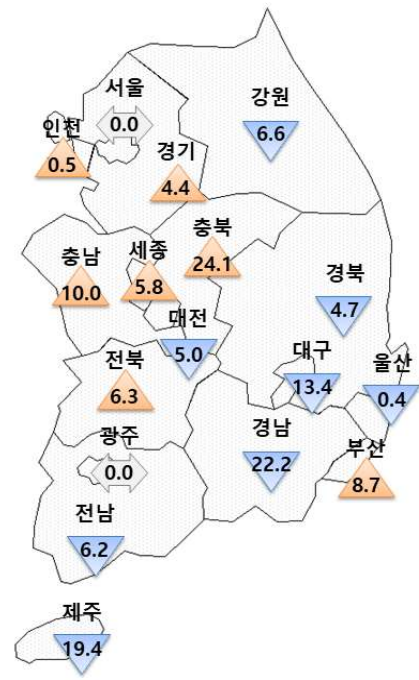 서울
0.0
강원
6.6
인천
0.5
경기
4.4
충북
24.1
세종
5.8
충남
10.0
경북
4.7
대전
5.0
대구
13.4
울산
0.4
전북
6.3
경남
22.2
부산
8.7
광주
0.0
전남
6.2
제주
19.4